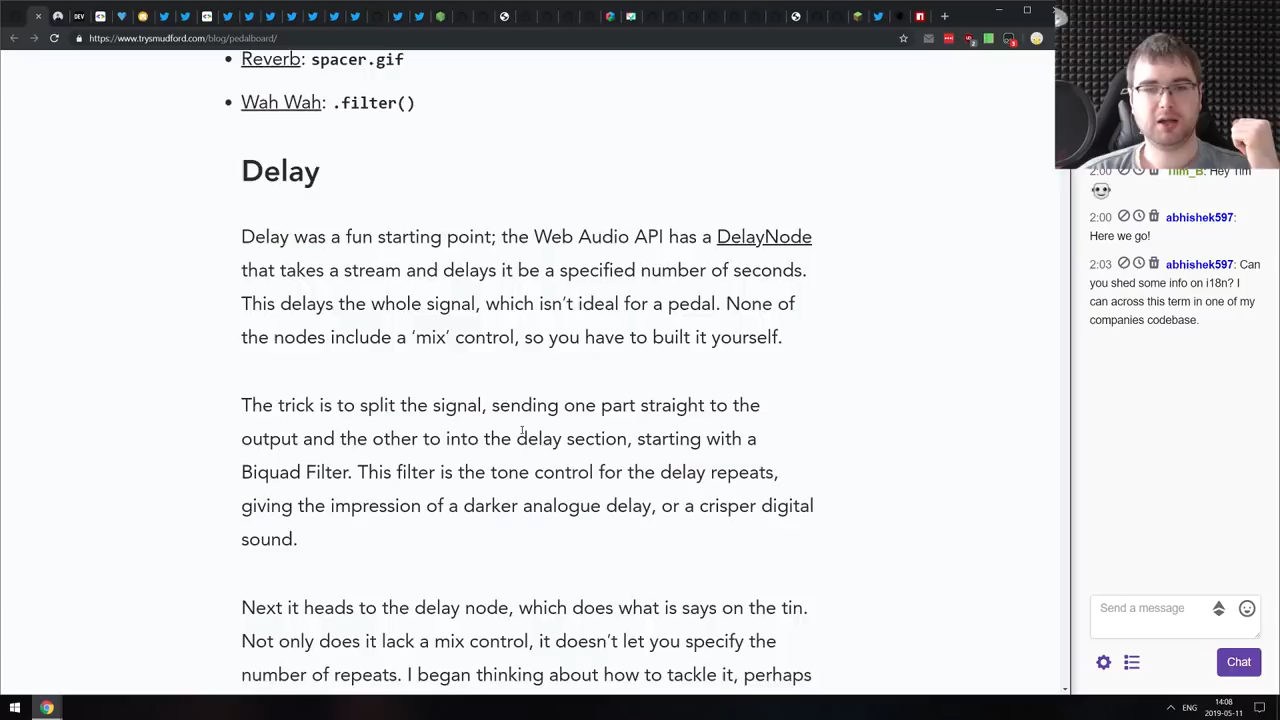 https://www.trysmudford.com/blog/pedalboard/
Reverb: spacer.gif
Wah Wah: .filter()
Delay
Delay was a fun starting point; the Web Audio API has a DelayNode
that takes a stream and delays it be a specified number of seconds.
This delays the whole signal, which isn’t ideal for a pedal. None of
the nodes include a ‘mix’ control, so you have to built it yourself.
The trick is to split the signal, sending one part straight to the
output and the other to into the delay section, starting with a
Biquad Filter. This filter is the tone control for the delay repeats,
giving the impression of a darker analogue delay, or a crisper digital
sound.
Next it heads to the delay node, which does what is says on the tin.
Not only does it lack a mix control, it doesn’t let you specify the
number of repeats. I began thinking about how to tackle it, perhaps
2:00 Tiim_B: Hey Tim
2:00 abhishek597:
Here we go!
2:03 abhishek597: Can
you shed some info on i18n? I
can across this term in one of my
companies codebase.
Send a message
Chat
ENG
14:08
2019-05-11